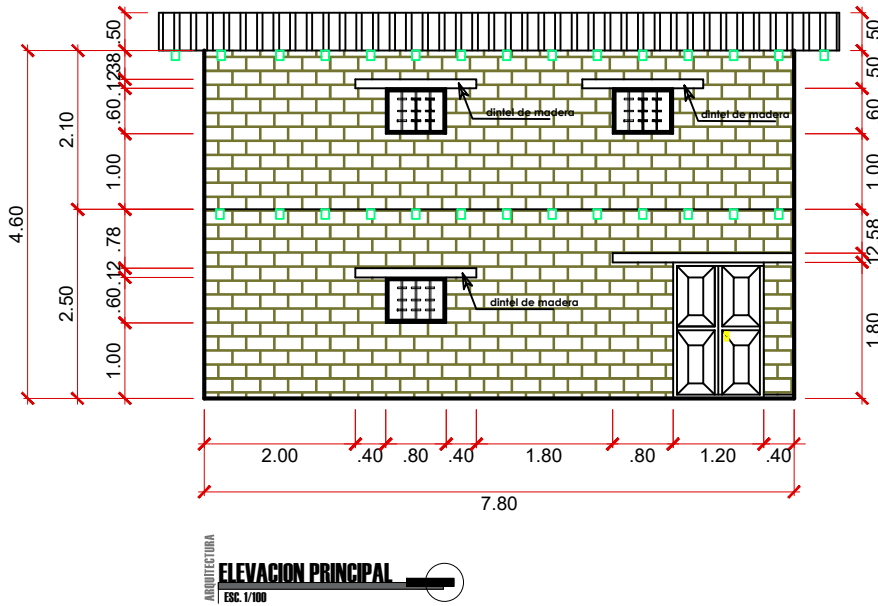 .50
.38
.12
.60
1.00
.78
.12
.60
1.00
2.10
2.50
4.60
dintel de madera
dintel de madera
dintel de madera
.50
.50
.60
1.00
.58
.12
1.80
2.00 .40 .80 .40 1.80 .80 1.20 .40
7.80
ARQUITECTURA
ELEVACION PRINCIPAL
ESC. 1/100